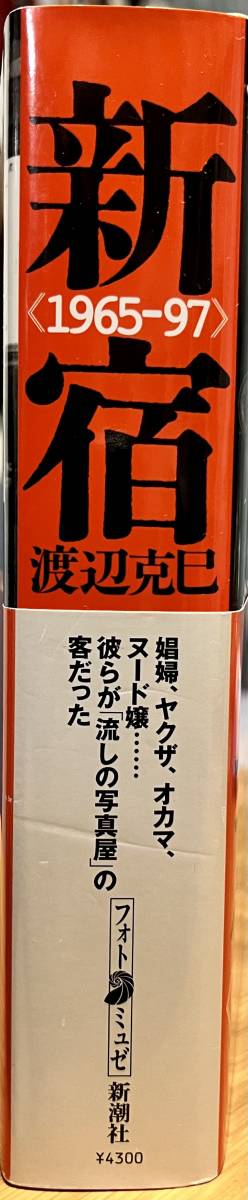 新宿
〈1965-97〉
渡辺克巳
娼婦、ヤクザ、オカマ、
ヌード嬢……
彼らが「流しの写真屋」の
客だった
フォト ミュゼ
新潮社
¥4300